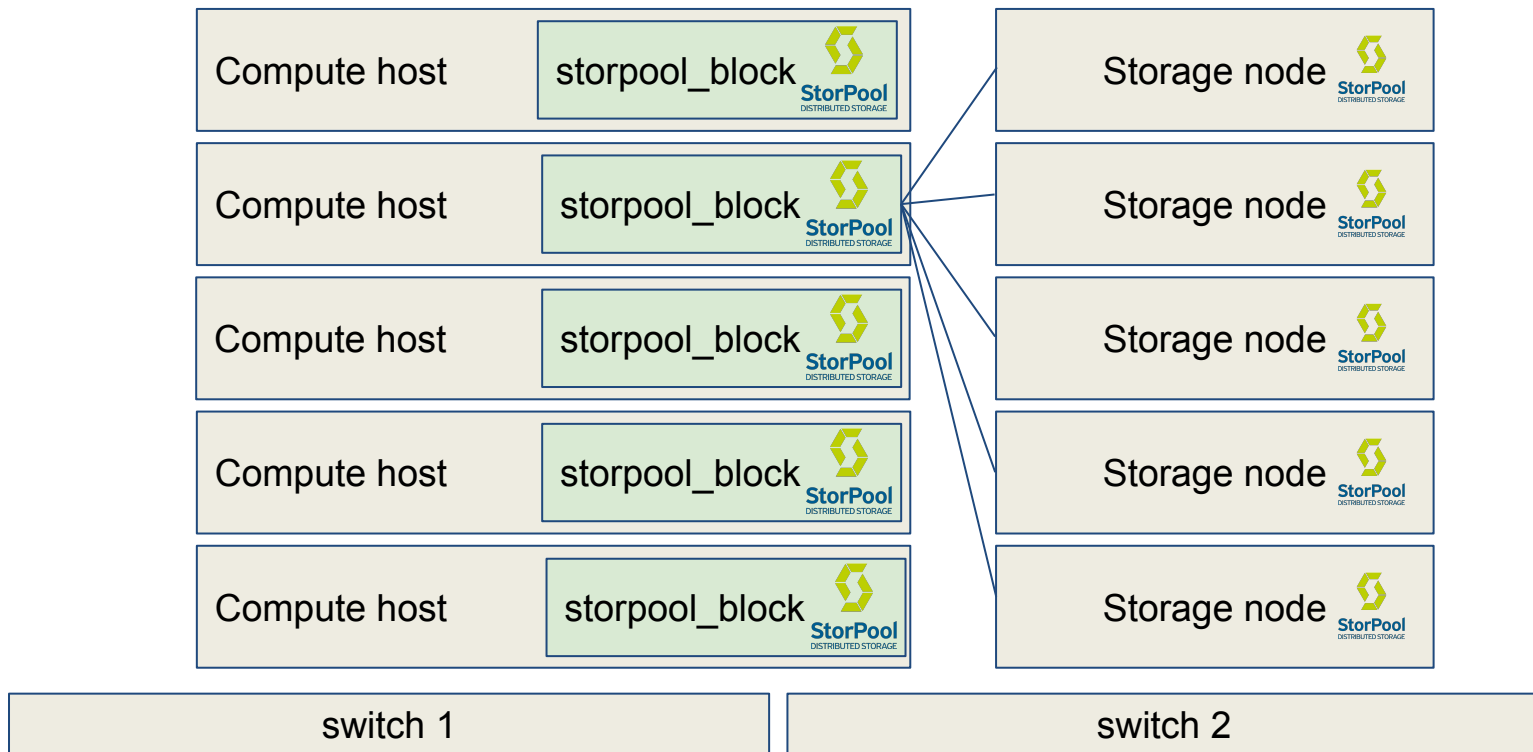 Compute host storpool_block StorPool Storage node StorPool
DISTRIBUTED STORAGE DISTRIBUTED STORAGE
Compute host storpool_block StorPool Storage node StorPool
DISTRIBUTED STORAGE DISTRIBUTED STORAGE
Compute host storpool_block StorPool Storage node StorPool
DISTRIBUTED STORAGE DISTRIBUTED STORAGE
Compute host storpool_block StorPool Storage node StorPool
DISTRIBUTED STORAGE DISTRIBUTED STORAGE
Compute host storpool_block StorPool Storage node StorPool
DISTRIBUTED STORAGE DISTRIBUTED STORAGE
switch 1 switch 2